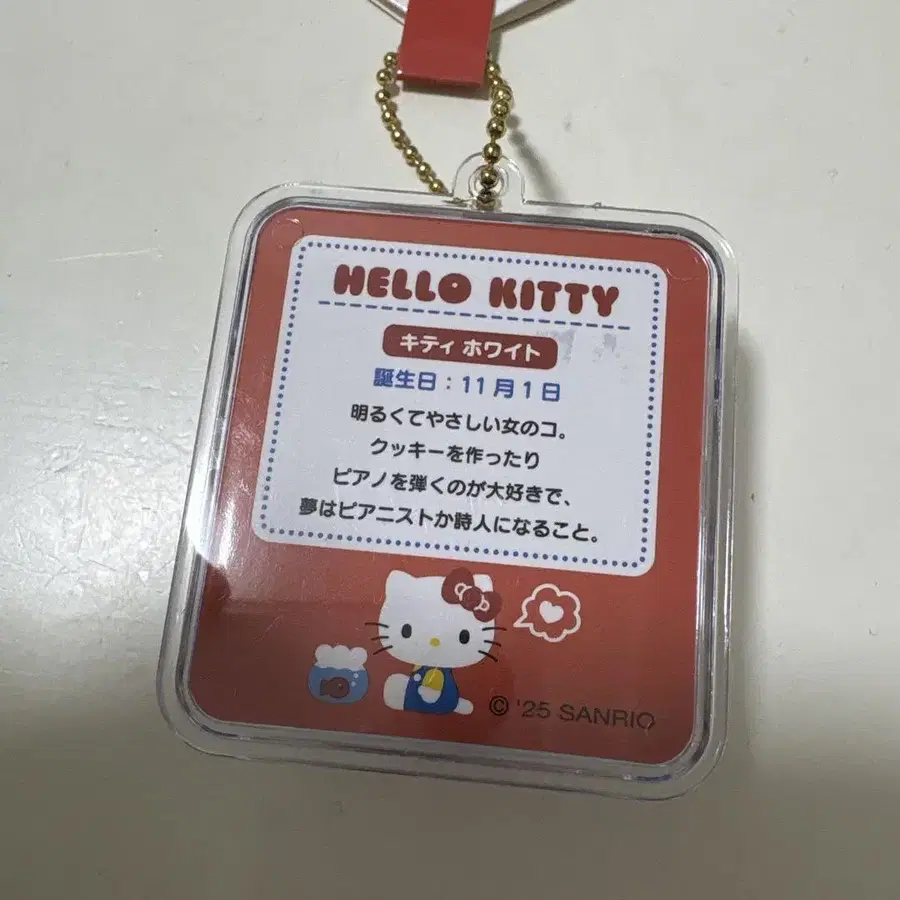 HELLO KITTY
キティ ホワイト
誕生日：11月1日
明るくてやさしい女のコ。
クッキーを作ったり
ピアノを弾くのが大好きで、
夢はピアニストか詩人になること。
© '25 SANRIO